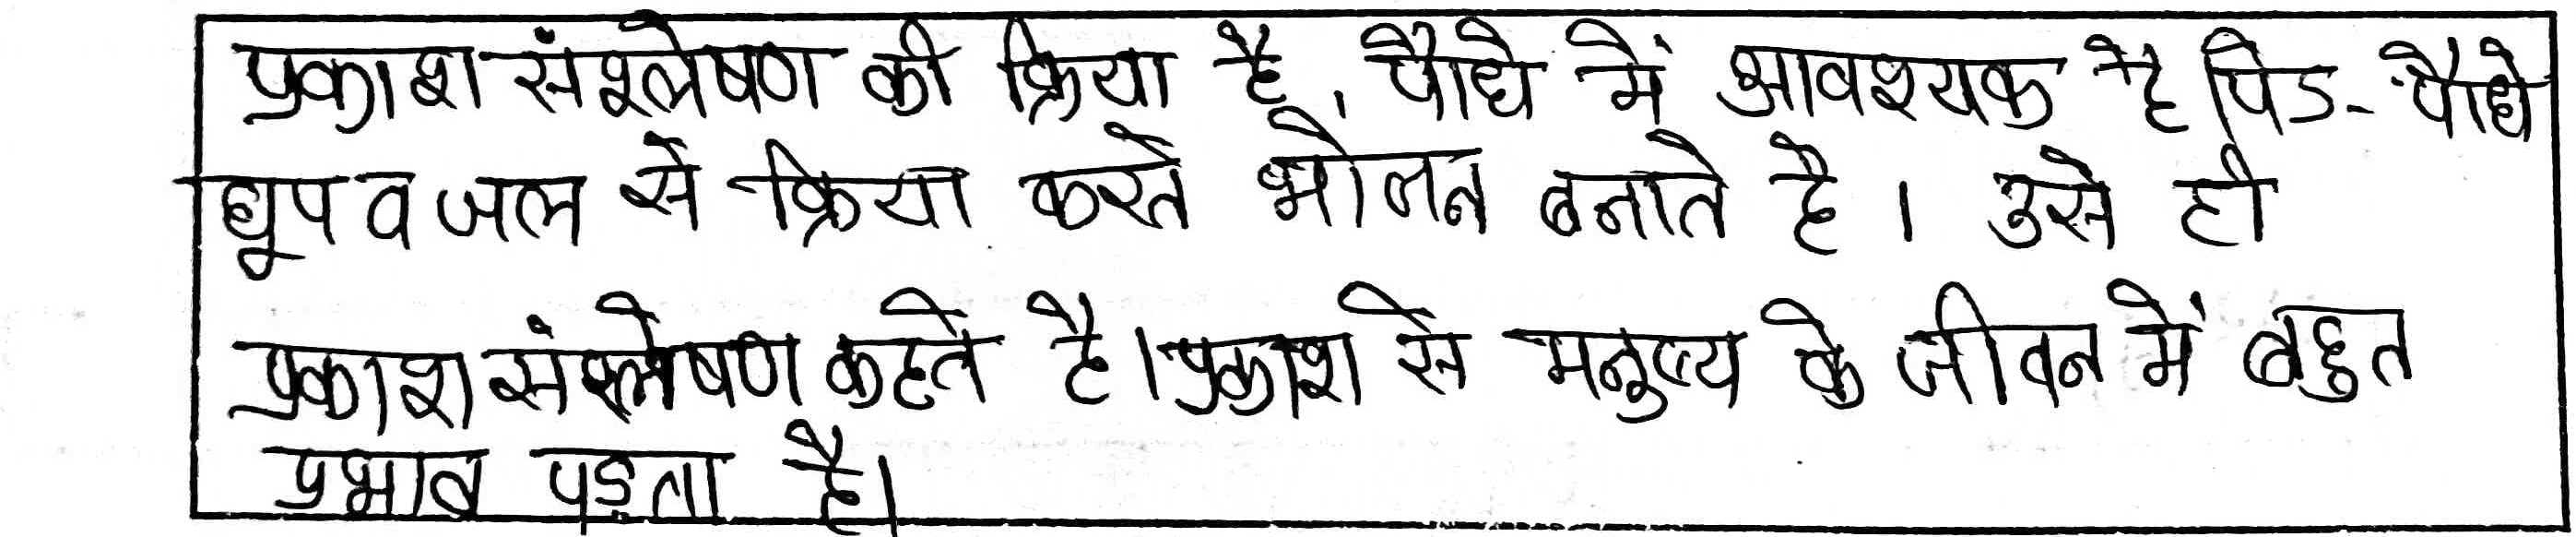 प्रकाश संश्लेषण की क्रिया है, पौधे में आवश्यक है पेड-पौधे
धूप व जल से क्रिया करते भोजन बनाते है। उसे ही
प्रकाश संश्लेषण कहते है। प्रकाश से मनुष्य के जीवन में बहुत
प्रभाव पड़ता है।